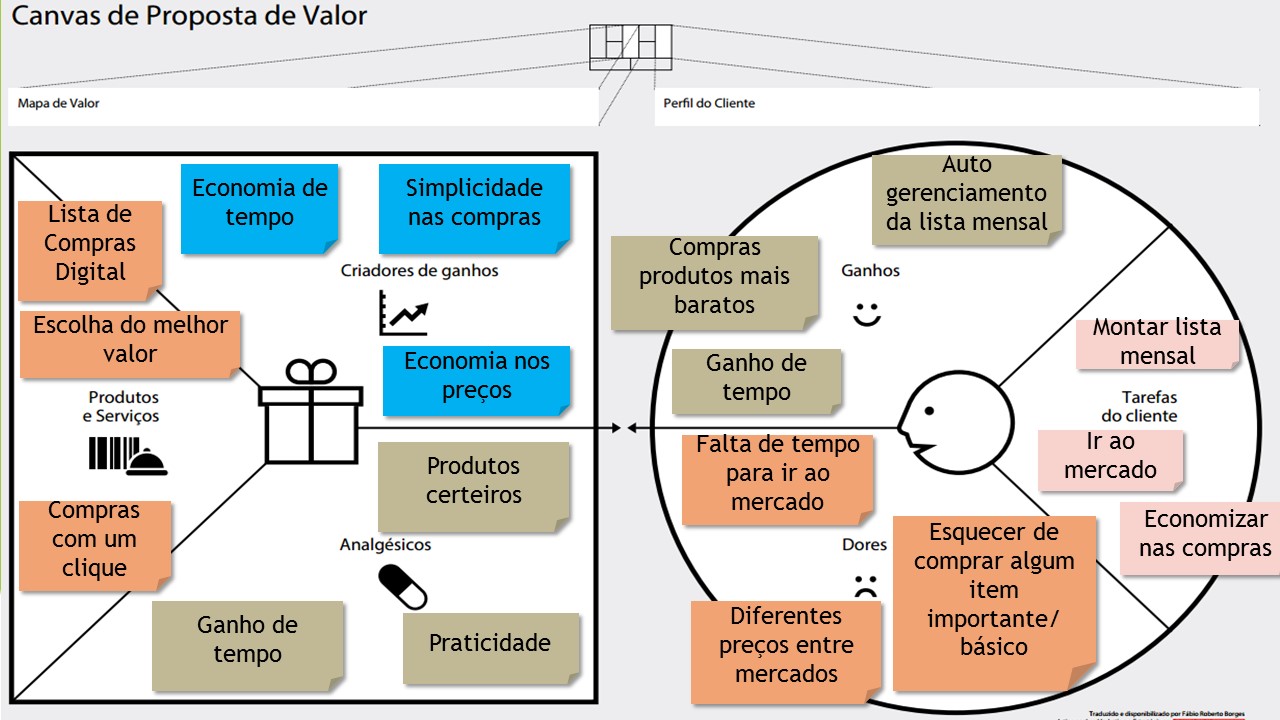 Canvas de Proposta de Valor
Mapa de Valor
Perfil do Cliente
Economia de
tempo
Simplicidade
nas compras
Lista de
Compras
Digital
Criadores de ganhos
Escolha do melhor
valor
Economia nos
preços
Produtos
e Serviços
Produtos
certeiros
Compras
com um
clique
Analgésicos
Ganho de
tempo
Praticidade
Auto
gerenciamento
da lista mensal
Compras
produtos mais
baratos
Ganhos
Ganho de
tempo
Montar lista
mensal
Tarefas
do cliente
Ir ao
mercado
Economizar
nas compras
Falta de tempo
para ir ao
mercado
Dores
Esquecer de
comprar algum
item
importante/
básico
Diferentes
preços entre
mercados
Traduzido e disponibilizado por Fábio Roberto Borges